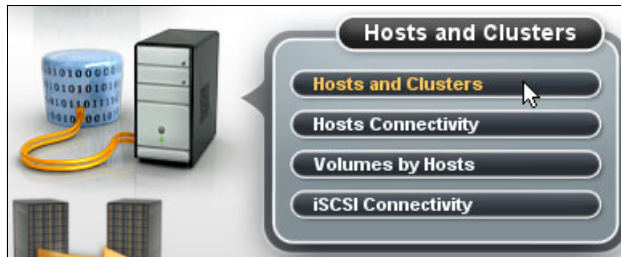 Hosts and Clusters
Hosts and Clusters
Hosts Connectivity
Volumes by Hosts
iSCSI Connectivity